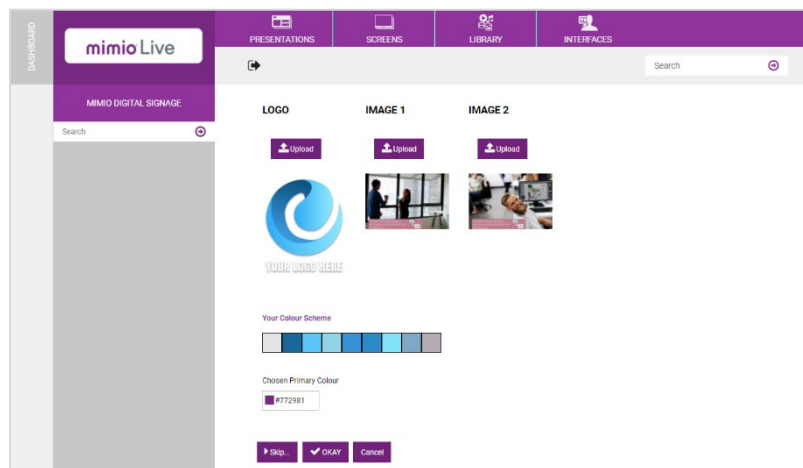 DASHBOARD
mimio Live
PRESENTATIONS
SCREENS
LIBRARY
INTERFACES
Search
MIMIO DIGITAL SIGNAGE
Search
LOGO
IMAGE 1
IMAGE 2
Upload
Upload
Upload
YOUR LOGO HERE
Your Colour Scheme
Chosen Primary Colour
#772981
Skip...
OKAY
Cancel